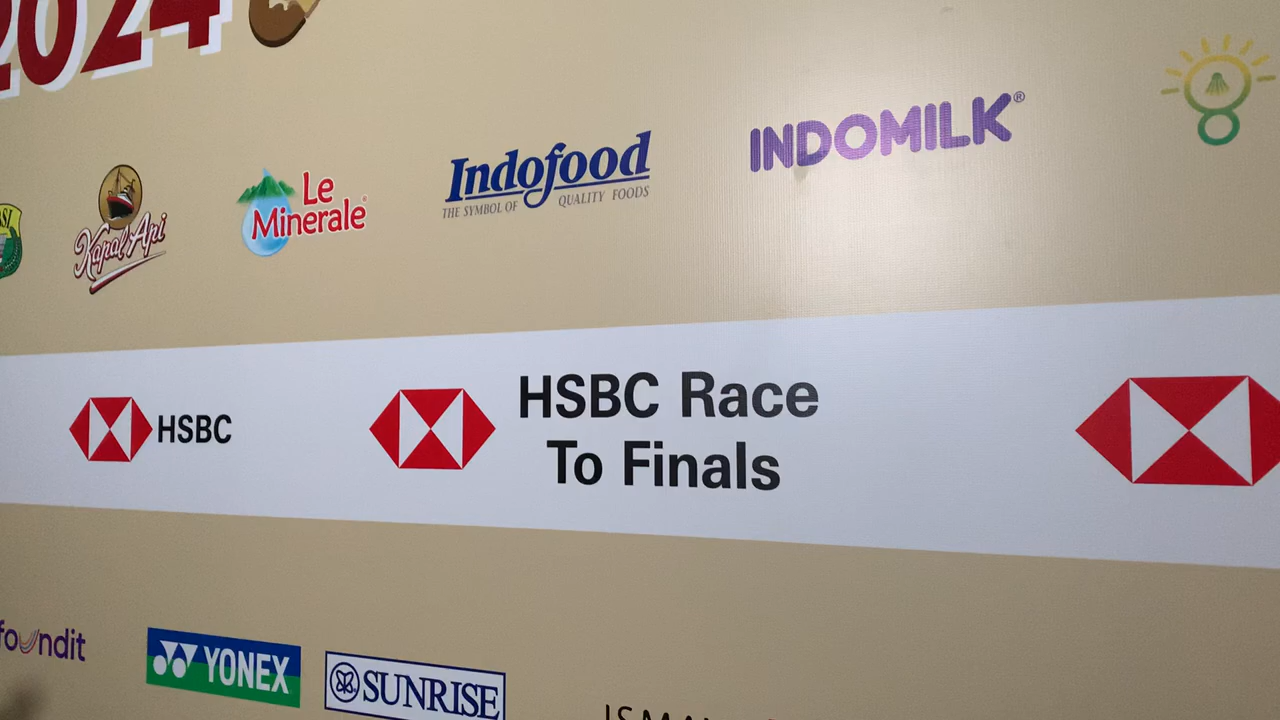 2024
Kapal Api
Le
Minerale
Indofood
THE SYMBOL OF QUALITY FOODS
INDOMILK®
HSBC
HSBC Race
To Finals
foundit
YONEX
SUNRISE